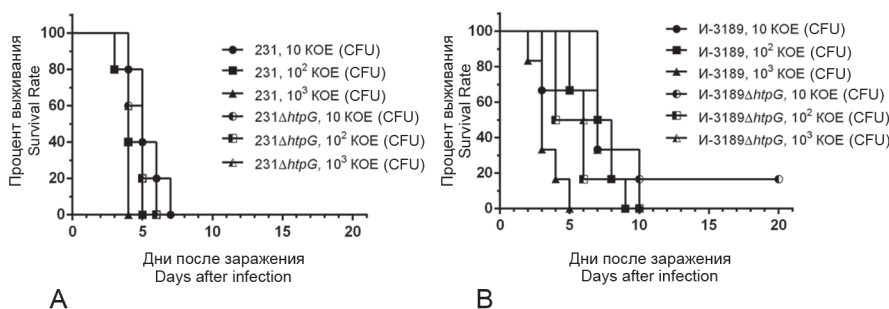 Процент выживания
Survival Rate
100
80
60
40
20
0
0
5
10
15
20
231, 10 КОЕ (CFU)
231, 10² КОЕ (CFU)
231, 10³ КОЕ (CFU)
231ΔhtpG, 10 КОЕ (CFU)
231ΔhtpG, 10² КОЕ (CFU)
231ΔhtpG, 10³ КОЕ (CFU)
Дни после заражения
Days after infection
A
Процент выживания
Survival Rate
100
80
60
40
20
0
0
5
10
15
20
И-3189, 10 КОЕ (CFU)
И-3189, 10² КОЕ (CFU)
И-3189, 10³ КОЕ (CFU)
И-3189ΔhtpG, 10 КОЕ (CFU)
И-3189ΔhtpG, 10² КОЕ (CFU)
И-3189ΔhtpG, 10³ КОЕ (CFU)
Дни после заражения
Days after infection
B